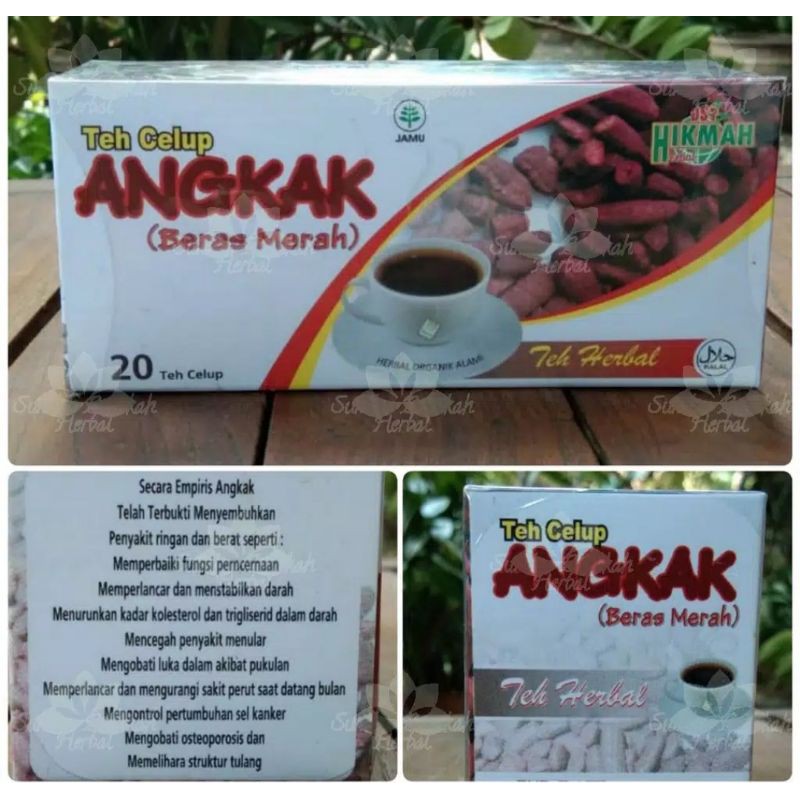 Teh Celup
ANGKAK
(Beras Merah)
JAMU
UST
HIKMAH
HERBAL ORGANIK ALAMI
Teh Herbal
حلال
HALAL
20 Teh Celup
Secara Empiris Angkak
Telah Terbukti Menyembuhkan
Penyakit ringan dan berat seperti :
Memperbaiki fungsi perncernaan
Memperlancar dan menstabilkan darah
Menurunkan kadar kolesterol dan trigliserid dalam darah
Mencegah penyakit menular
Mengobati luka dalam akibat pukulan
Memperlancar dan mengurangi sakit perut saat datang bulan
Mengontrol pertumbuhan sel kanker
Mengobati osteoporosis dan
Memelihara struktur tulang
Teh Celup
ANGKAK
(Beras Merah)
Teh Herbal